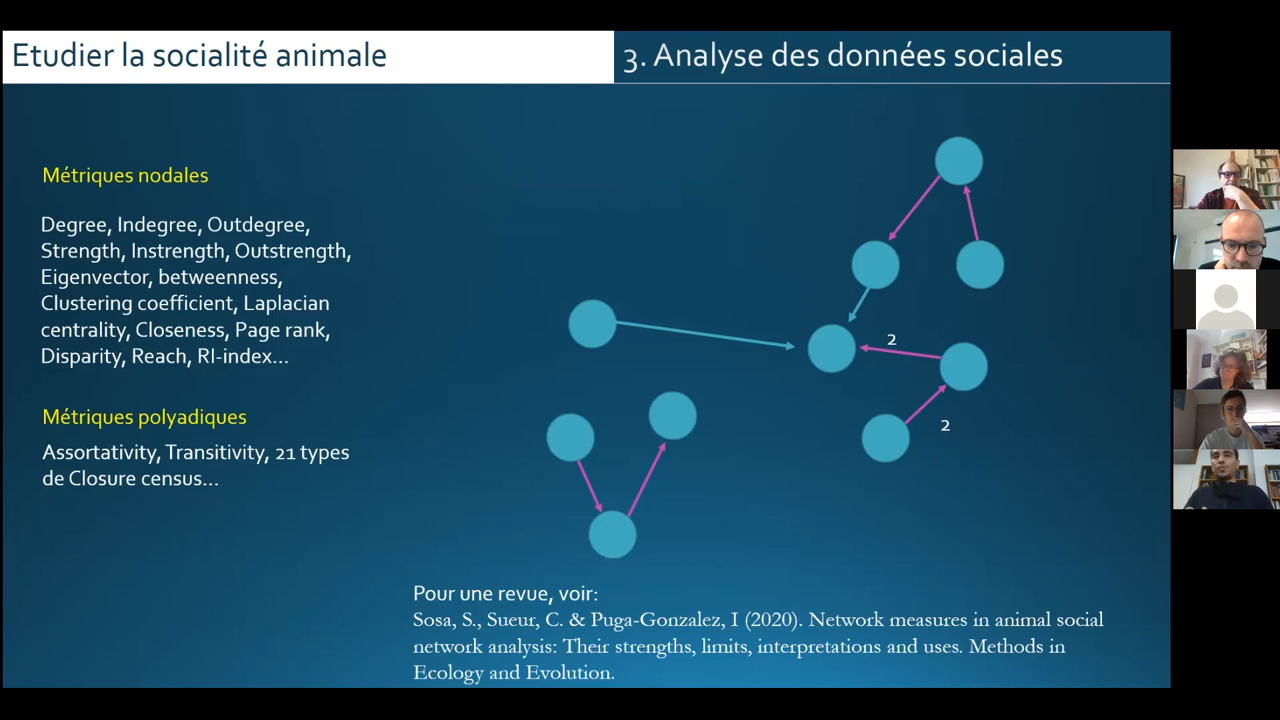 Etudier la socialité animale
3. Analyse des données sociales
Métriques nodales
Degree, Indegree, Outdegree,
Strength, Instrength, Outstrength,
Eigenvector, betweenness,
Clustering coefficient, Laplacian
centrality, Closeness, Page rank,
Disparity, Reach, RI-index...
Métriques polyadiques
Assortativity, Transitivity, 21 types
de Closure census...
2
2
Pour une revue, voir:
Sosa, S., Sueur, C. & Puga-Gonzalez, I (2020). Network measures in animal social
network analysis: Their strengths, limits, interpretations and uses. Methods in
Ecology and Evolution.